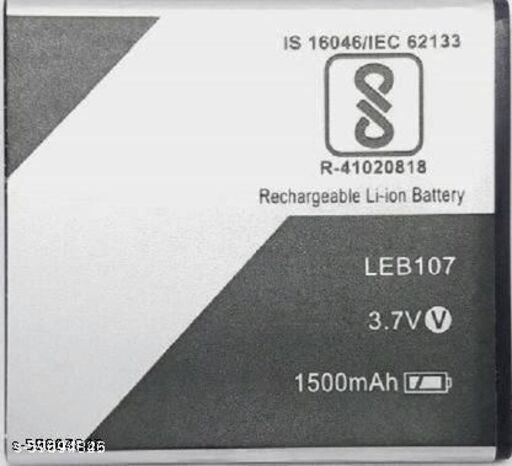 IS 16046/IEC 62133
R-41020818
Rechargeable Li-ion Battery
LEB107
3.7V V
1500mAh